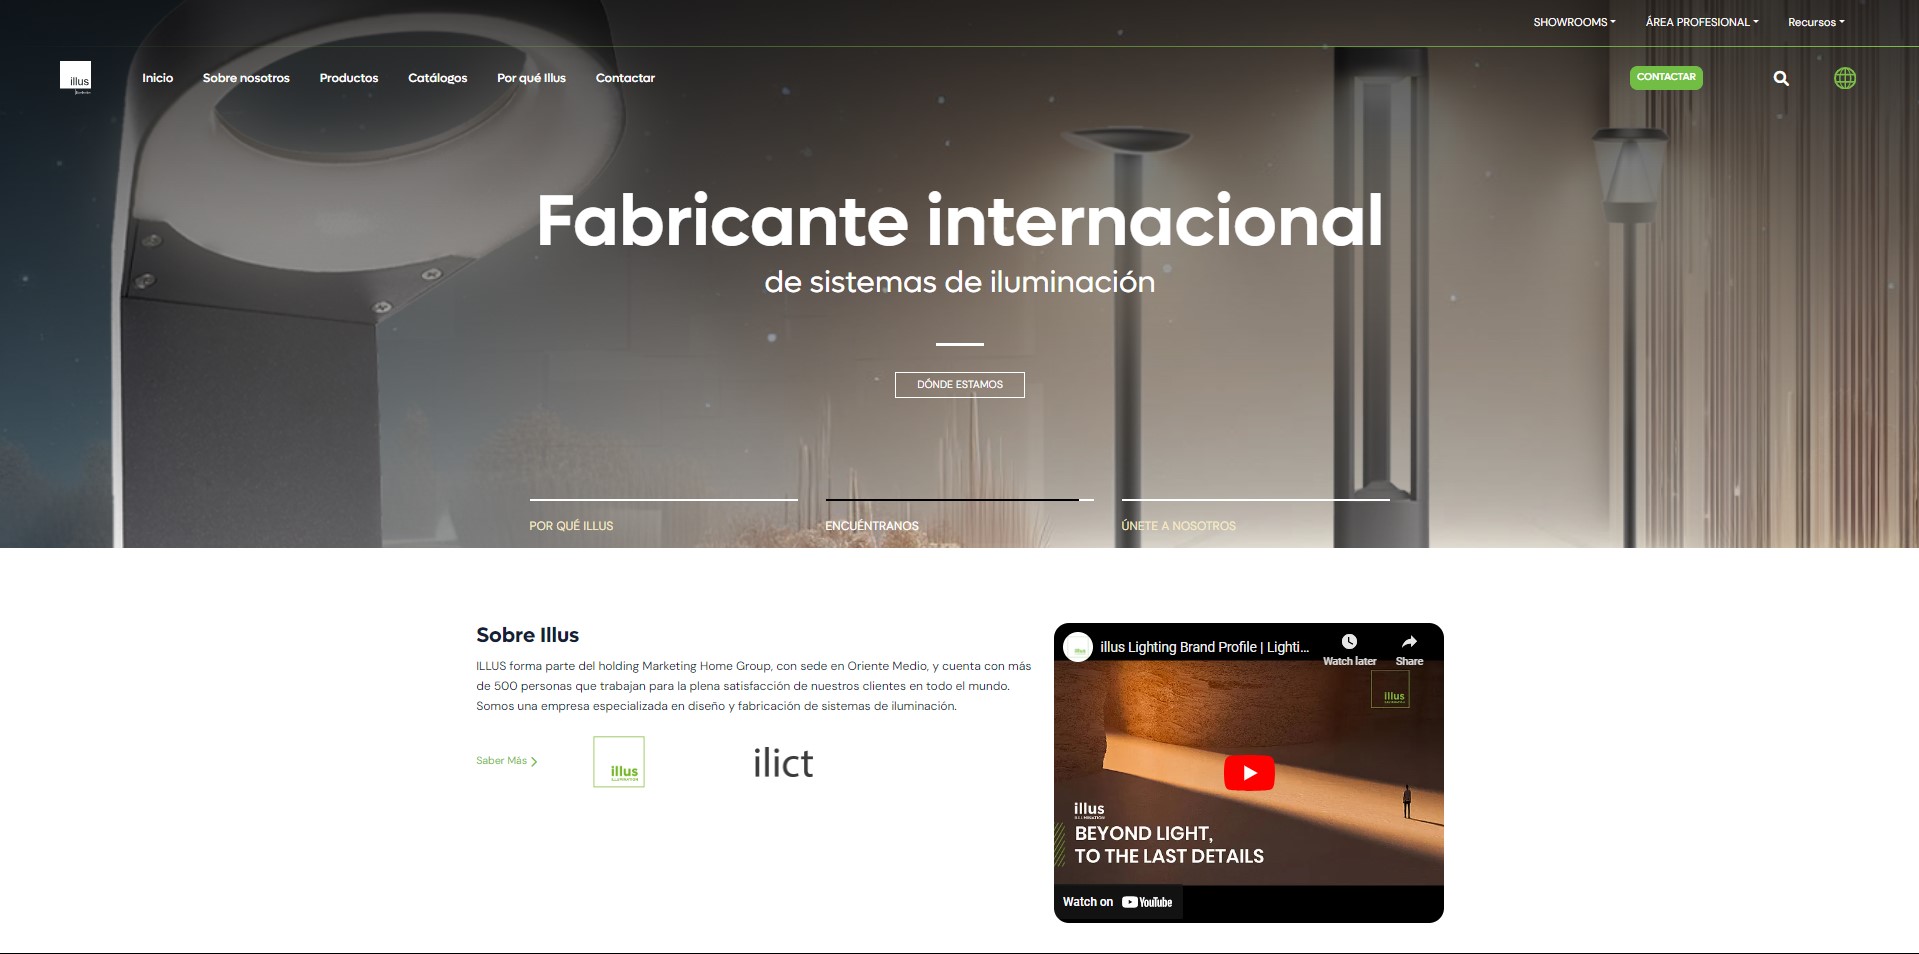 SHOWROOMS
ÁREA PROFESIONAL
Recursos
illus
Inicio
Sobre nosotros
Productos
Catálogos
Por qué Illus
Contactar
CONTACTAR
Fabricante internacional
de sistemas de iluminación
DÓNDE ESTAMOS
POR QUÉ ILLUS
ENCUÉNTRANOS
ÚNETE A NOSOTROS
Sobre Illus
ILLUS forma parte del holding Marketing Home Group, con sede en Oriente Medio, y cuenta con más
de 500 personas que trabajan para la plena satisfacción de nuestros clientes en todo el mundo.
Somos una empresa especializada en diseño y fabricación de sistemas de iluminación.
Saber Màs
illus
ILLUMINATION
ilict
illus Lighting Brand Profile | Lighti...
Watch later
Share
illus
illus
ILLUMINATION
BEYOND LIGHT,
TO THE LAST DETAILS
Watch on YouTube